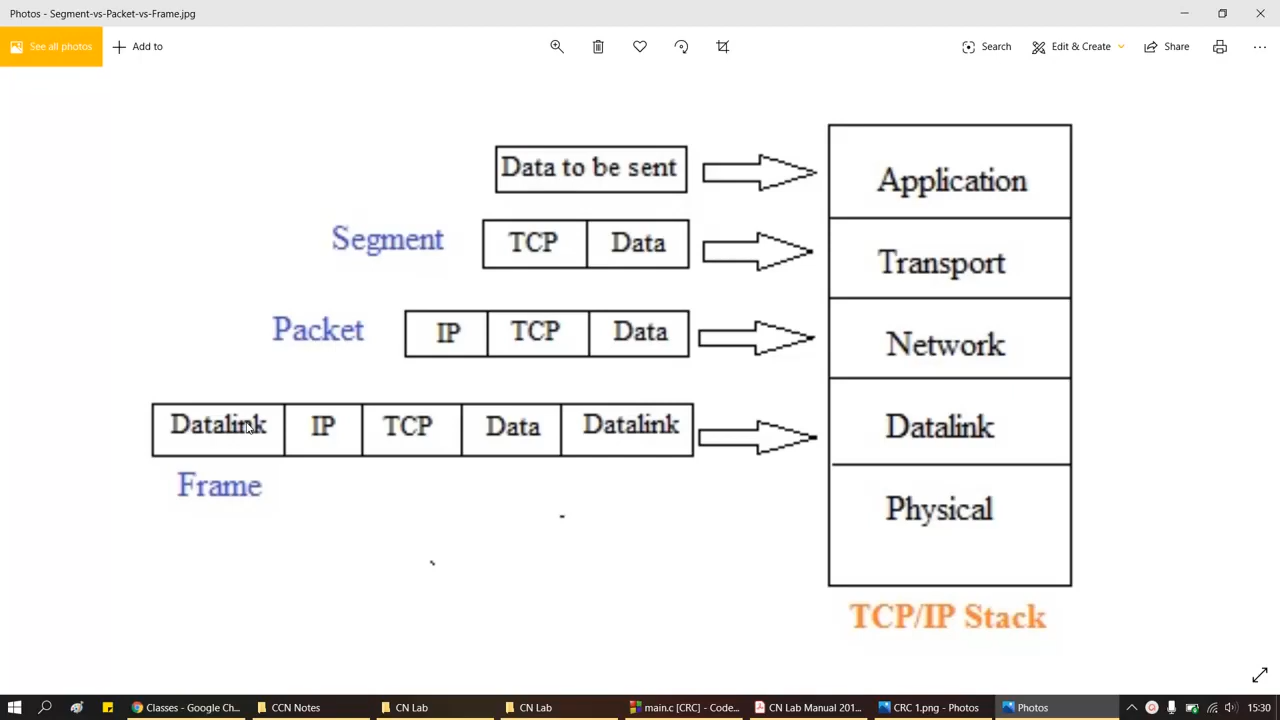 Photos - Segment-vs-Packet-vs-Frame.jpg
See all photos
Add to
Search
Edit & Create
Share
Data to be sent
Application
Segment
TCP
Data
Transport
Packet
IP
TCP
Data
Network
Datalink
IP
TCP
Data
Datalink
Datalink
Frame
Physical
TCP/IP Stack
Classes - Google Ch...
CCN Notes
CN Lab
CN Lab
main.c [CRC] - Code...
CN Lab Manual 201...
CRC 1.png - Photos
Photos
15:30